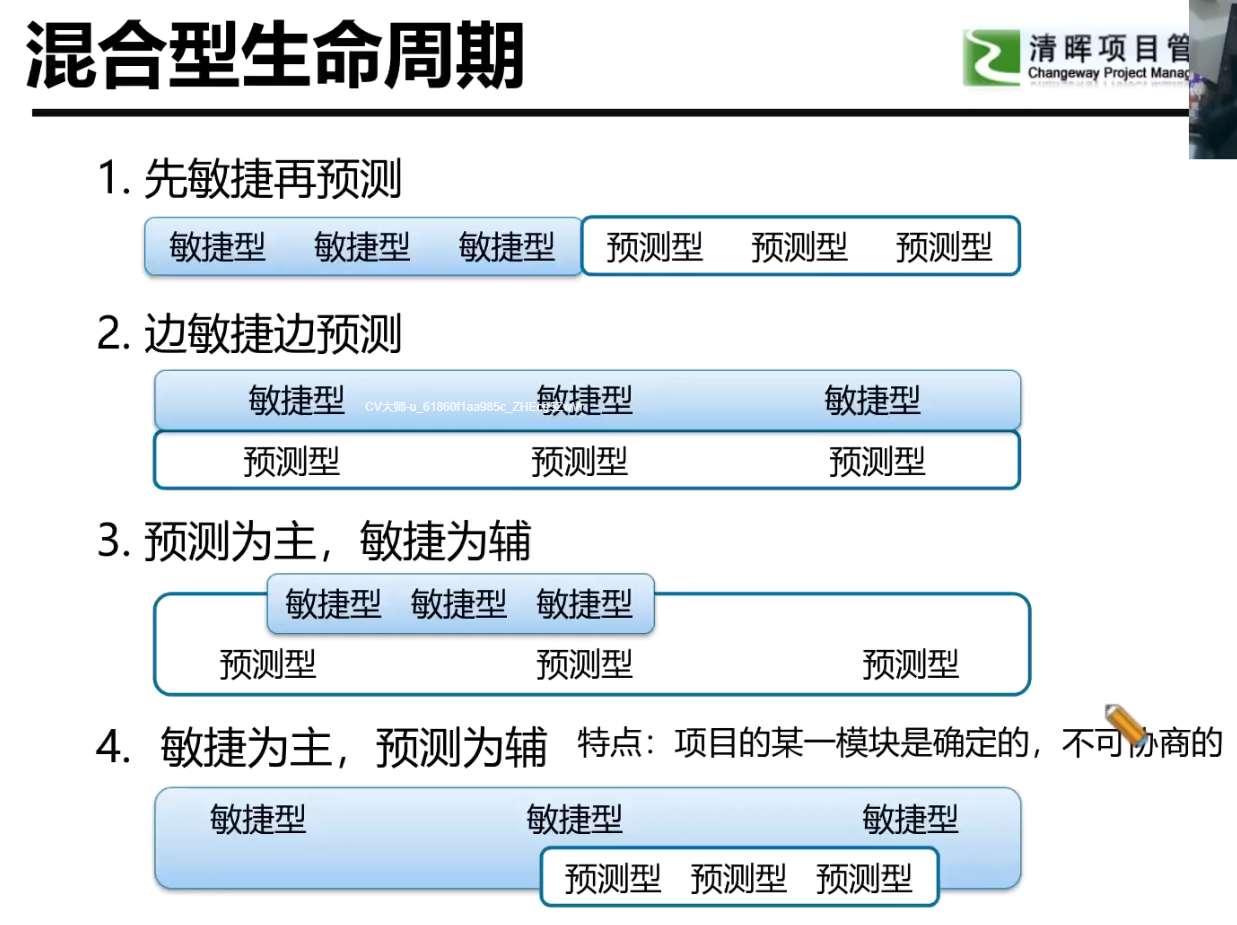 混合型生命周期
清晖项目管
Changeway Project Manag
1. 先敏捷再预测
敏捷型 敏捷型 敏捷型 预测型 预测型 预测型
2. 边敏捷边预测
敏捷型 敏捷型 敏捷型
CV大师-u_61860f1aa985c_ZHE
预测型 预测型 预测型
3. 预测为主，敏捷为辅
敏捷型 敏捷型 敏捷型
预测型 预测型 预测型
4. 敏捷为主，预测为辅 特点：项目的某一模块是确定的，不可协商的
敏捷型 敏捷型 敏捷型
预测型 预测型 预测型